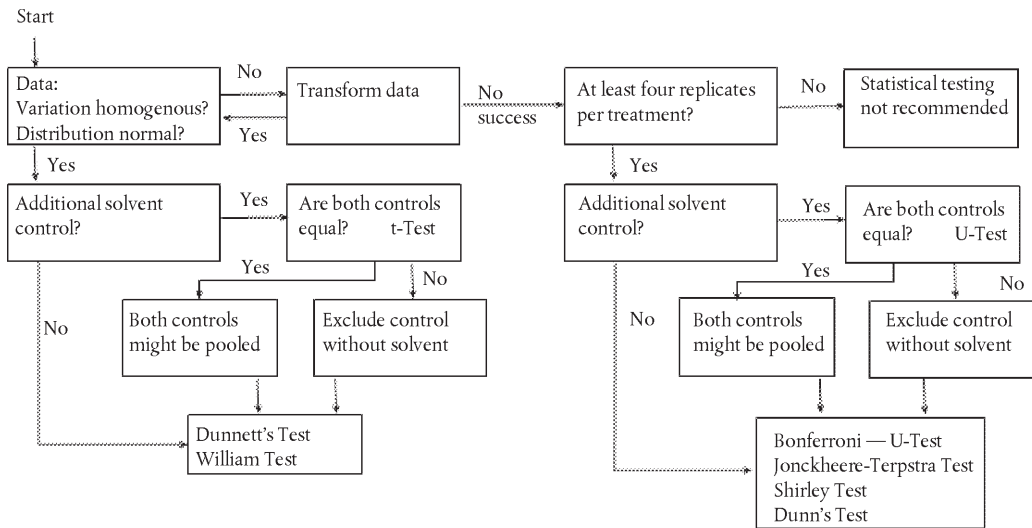 Start
Data:
Variation homogenous?
Distribution normal?
No
Yes
Transform data
No
success
At least four replicates
per treatment?
No
Statistical testing
not recommended
Yes
Yes
Additional solvent
control?
Yes
Are both controls
equal? t-Test
Additional solvent
control?
Yes
Are both controls
equal? U-Test
Yes
No
Yes
No
No
Both controls
might be pooled
Exclude control
without solvent
No
Both controls
might be pooled
Exclude control
without solvent
Dunnett's Test
William Test
Bonferroni — U-Test
Jonckheere-Terpstra Test
Shirley Test
Dunn's Test